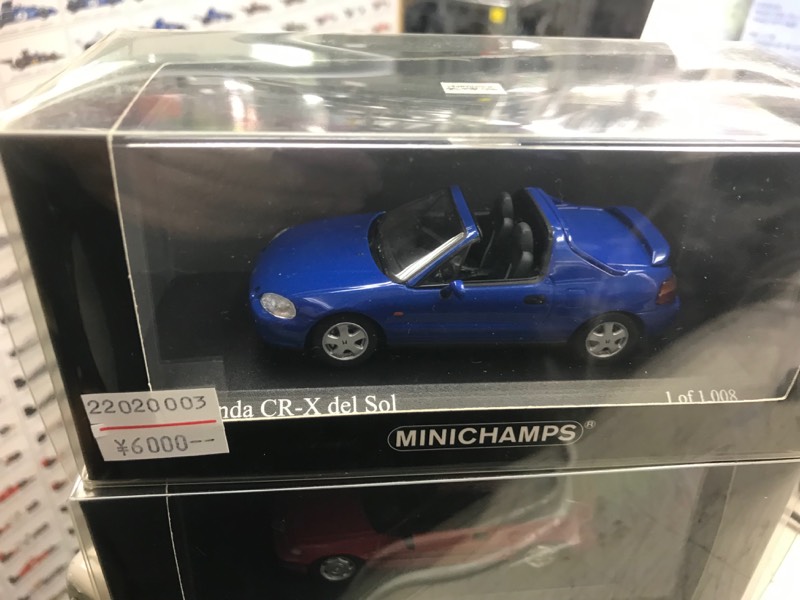 22020003
¥6000--
nda CR-X del Sol
1 of 1.008
MINICHAMPS®